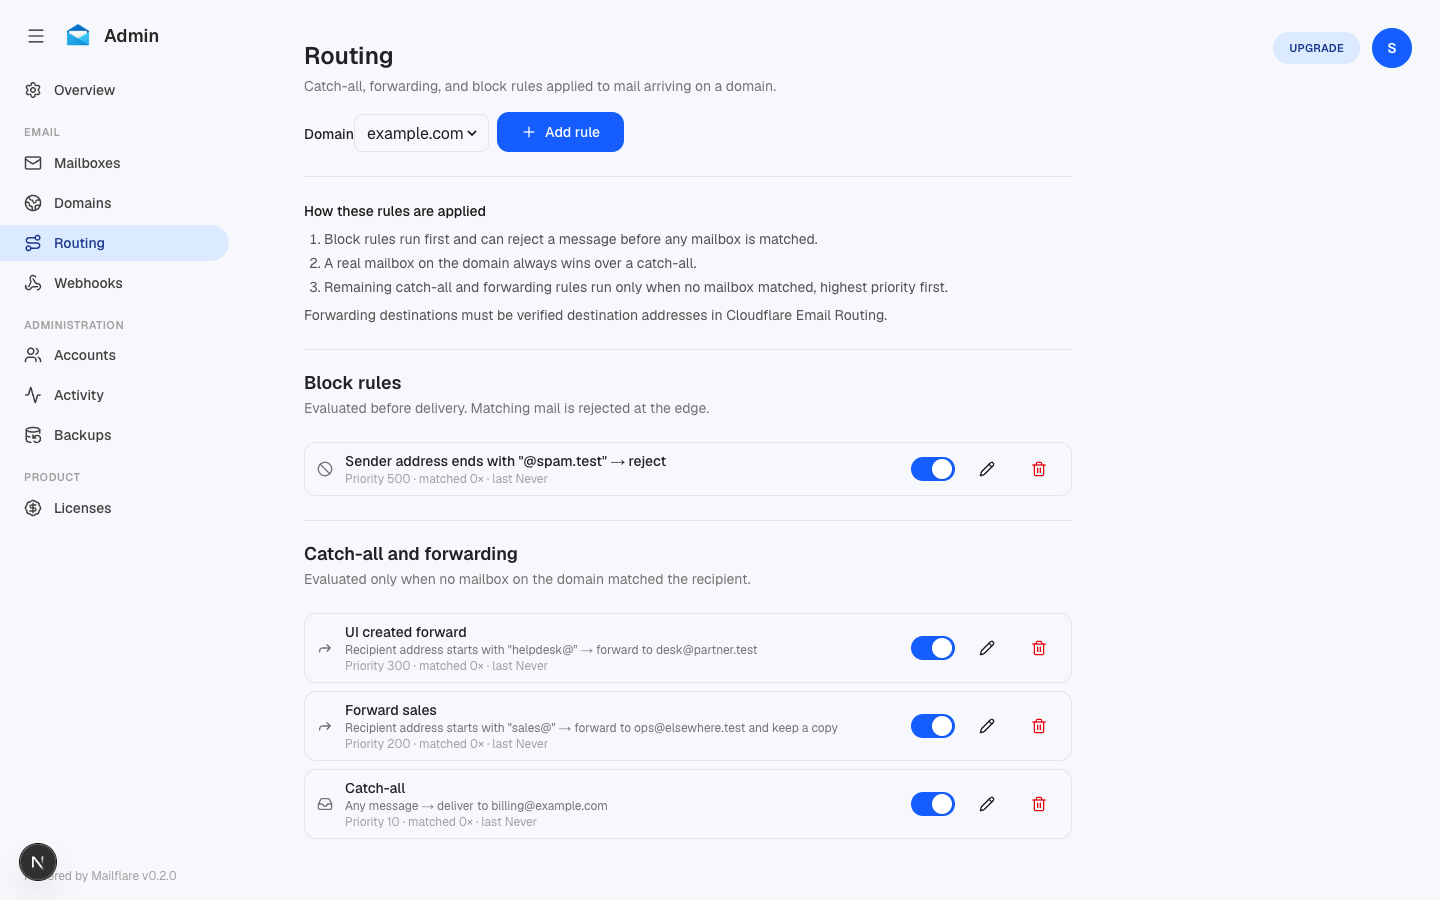 Admin
UPGRADE
S
Overview
EMAIL
Mailboxes
Domains
Routing
Webhooks
ADMINISTRATION
Accounts
Activity
Backups
PRODUCT
Licenses
N
ered by Mailflare v0.2.0
Routing
Catch-all, forwarding, and block rules applied to mail arriving on a domain.
Domain example.com Add rule
How these rules are applied
1. Block rules run first and can reject a message before any mailbox is matched.
2. A real mailbox on the domain always wins over a catch-all.
3. Remaining catch-all and forwarding rules run only when no mailbox matched, highest priority first.
Forwarding destinations must be verified destination addresses in Cloudflare Email Routing.
Block rules
Evaluated before delivery. Matching mail is rejected at the edge.
Sender address ends with "@spam.test" → reject
Priority 500 · matched 0× · last Never
Catch-all and forwarding
Evaluated only when no mailbox on the domain matched the recipient.
UI created forward
Recipient address starts with "helpdesk@" → forward to desk@partner.test
Priority 300 · matched 0× · last Never
Forward sales
Recipient address starts with "sales@" → forward to ops@elsewhere.test and keep a copy
Priority 200 · matched 0× · last Never
Catch-all
Any message → deliver to billing@example.com
Priority 10 · matched 0× · last Never